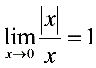 lim x→0 |x|/x = 1